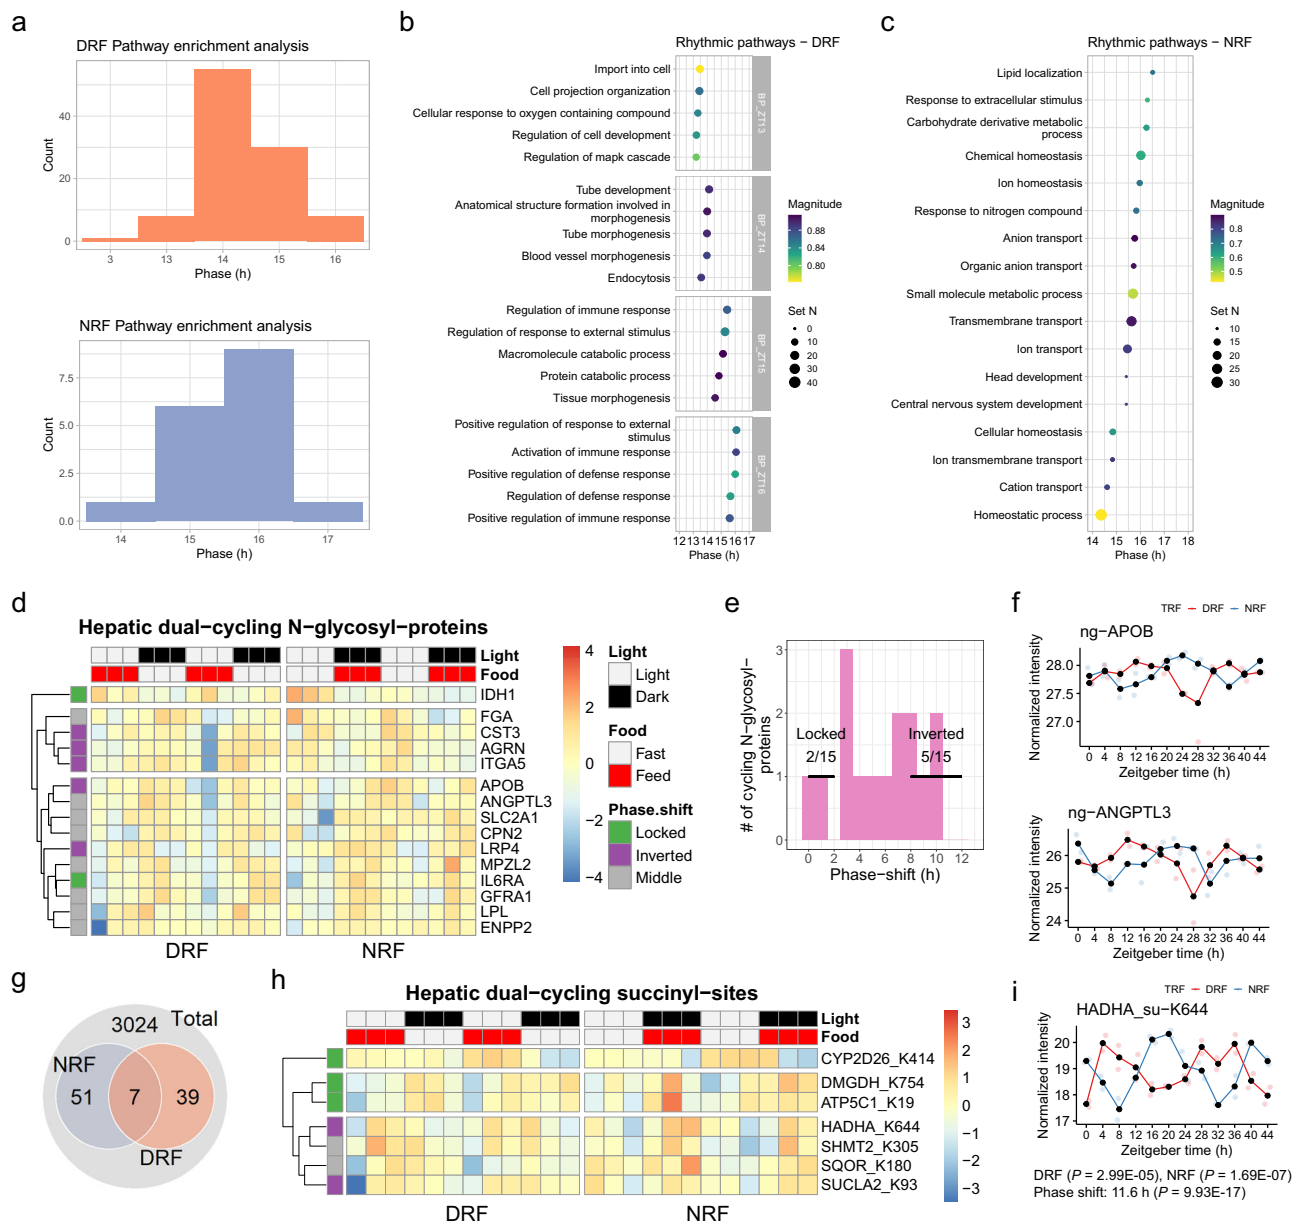 a
DRF Pathway enrichment analysis
Count
40
20
0
3
13
14
15
16
Phase (h)
NRF Pathway enrichment analysis
Count
7.5
5.0
2.5
0.0
14
15
16
17
Phase (h)
b
Rhythmic pathways − DRF
Import into cell
Cell projection organization
Cellular response to oxygen containing compound
Regulation of cell development
Regulation of mapk cascade
BP_ZT13
Tube development
Anatomical structure formation involved in
morphogenesis
Tube morphogenesis
Blood vessel morphogenesis
Endocytosis
BP_ZT14
Regulation of immune response
Regulation of response to external stimulus
Macromolecule catabolic process
Protein catabolic process
Tissue morphogenesis
BP_ZT15
Positive regulation of response to external
stimulus
Activation of immune response
Positive regulation of defense response
Regulation of defense response
Positive regulation of immune response
BP_ZT16
12 13 14 15 16 17
Phase (h)
Magnitude
0.88
0.84
0.80
Set N
0
10
20
30
40
c
Rhythmic pathways − NRF
Lipid localization
Response to extracellular stimulus
Carbohydrate derivative metabolic
process
Chemical homeostasis
Ion homeostasis
Response to nitrogen compound
Anion transport
Organic anion transport
Small molecule metabolic process
Transmembrane transport
Ion transport
Head development
Central nervous system development
Cellular homeostasis
Ion transmembrane transport
Cation transport
Homeostatic process
14 15 16 17 18
Phase (h)
Magnitude
0.8
0.7
0.6
0.5
Set N
10
15
20
25
30
d
Hepatic dual−cycling N−glycosyl−proteins
Light
Food
IDH1
FGA
CST3
AGRN
ITGA5
APOB
ANGPTL3
SLC2A1
CPN2
LRP4
MPZL2
IL6RA
GFRA1
LPL
ENPP2
DRF
NRF
4
2
0
−2
−4
Light
Light
Dark
Food
Fast
Feed
Phase.shift
Locked
Inverted
Middle
e
# of cycling N−glycosyl−
proteins
3
2
1
0
Locked
2/15
Inverted
5/15
0 2 4 6 8 10 12
Phase−shift (h)
f
TRF DRF NRF
ng−APOB
Normalized intensity
28.0
27.5
27.0
0 4 8 12 16 20 24 28 32 36 40 44
Zeitgeber time (h)
ng−ANGPTL3
Normalized intensity
26
25
24
0 4 8 12 16 20 24 28 32 36 40 44
Zeitgeber time (h)
g
3024
Total
NRF
51
7
39
DRF
h
Hepatic dual−cycling succinyl−sites
Light
Food
CYP2D26_K414
DMGDH_K754
ATP5C1_K19
HADHA_K644
SHMT2_K305
SQOR_K180
SUCLA2_K93
DRF
NRF
3
2
1
0
−1
−2
−3
i
TRF DRF NRF
HADHA_su−K644
Normalized intensity
20
19
18
17
0 4 8 12 16 20 24 28 32 36 40 44
Zeitgeber time (h)
DRF (P = 2.99E-05), NRF (P = 1.69E-07)
Phase shift: 11.6 h (P = 9.93E-17)